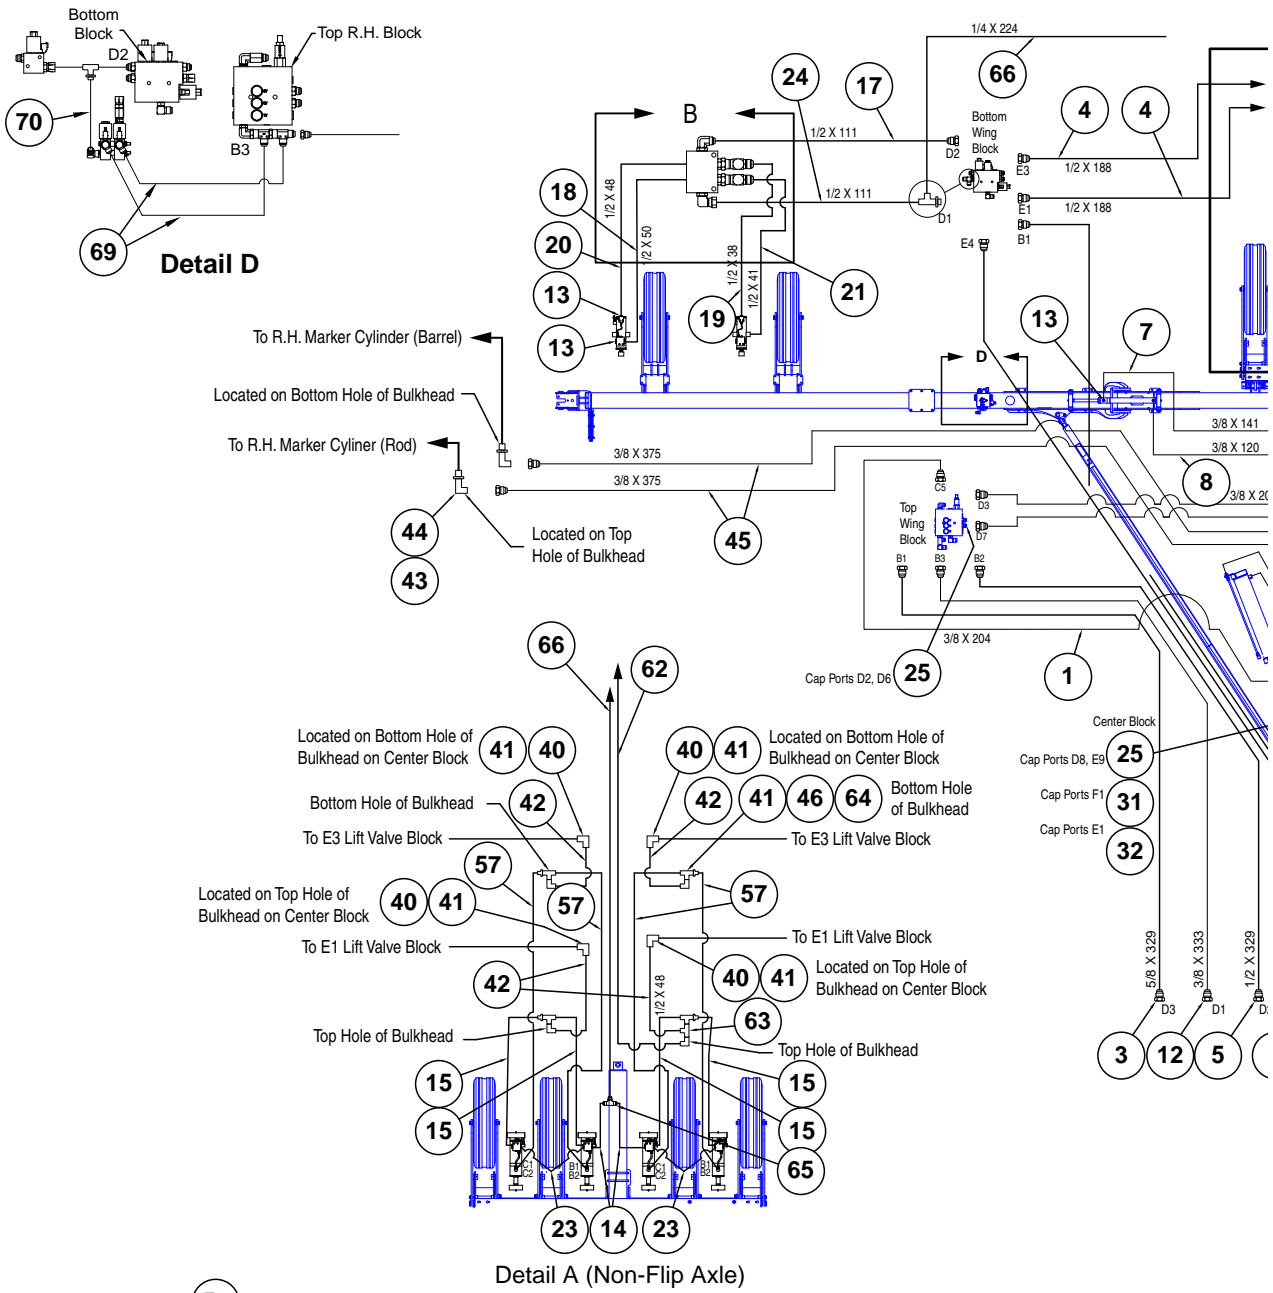 Bottom
Block
D2
Top R.H. Block
70
B3
69
Detail D
1/4 X 224
66
24
17
4
4
B
1/2 X 111
D2
Bottom
Wing
Block
E3
1/2 X 188
1/2 X 48
18
1/2 X 111
D1
E1
1/2 X 188
B1
20
1/2 X 50
E4
1/2 X 38
1/2 X 41
21
13
19
13
13
7
To R.H. Marker Cylinder (Barrel)
D
Located on Bottom Hole of Bulkhead
3/8 X 141
To R.H. Marker Cyliner (Rod)
3/8 X 375
3/8 X 120
3/8 X 375
C5
8
3/8 X 20
D3
44
Located on Top
Hole of Bulkhead
45
Top
Wing
Block
D7
43
B1
B3
B2
3/8 X 204
66
62
Cap Ports D2, D6
25
1
Located on Bottom Hole of
Bulkhead on Center Block
41
40
40
41
Located on Bottom Hole of
Bulkhead on Center Block
Center Block
Cap Ports D8, E9
25
Bottom Hole of Bulkhead
42
42
41
46
64
Bottom Hole
of Bulkhead
Cap Ports F1
31
To E3 Lift Valve Block
To E3 Lift Valve Block
Cap Ports E1
32
57
57
57
Located on Top Hole of
Bulkhead on Center Block
40
41
To E1 Lift Valve Block
To E1 Lift Valve Block
42
1/2 X 48
40
41
Located on Top Hole of
Bulkhead on Center Block
5/8 X 329
3/8 X 333
1/2 X 329
D3
D1
Top Hole of Bulkhead
63
Top Hole of Bulkhead
3
12
5
15
15
15
15
65
C1
C2
B1
B2
C1
C2
B1
B2
23
14
23
Detail A (Non-Flip Axle)